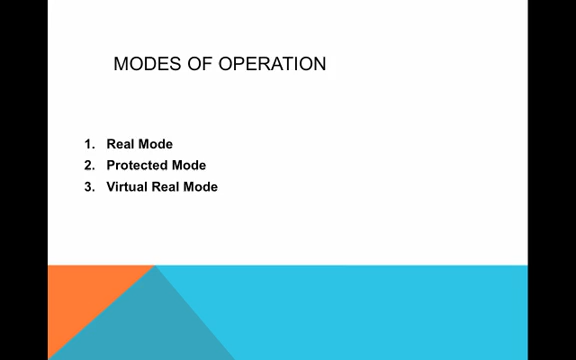 MODES OF OPERATION
1. Real Mode
2. Protected Mode
3. Virtual Real Mode